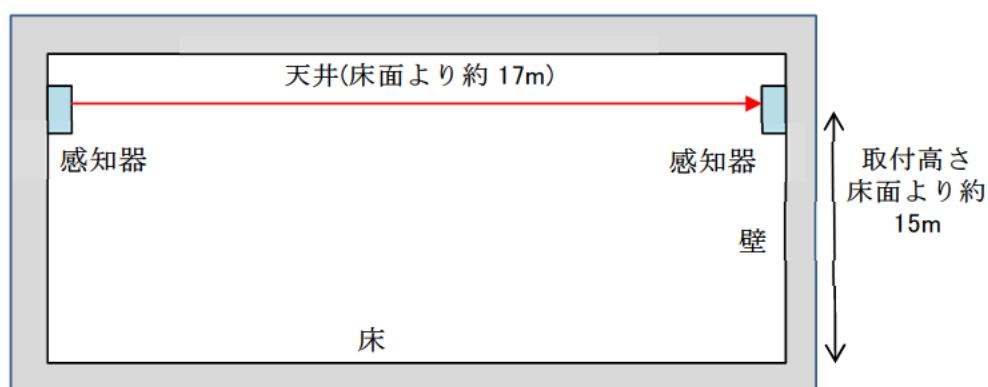 天井(床面より約 17m)
感知器
感知器
取付高さ
床面より約
15m
壁
床